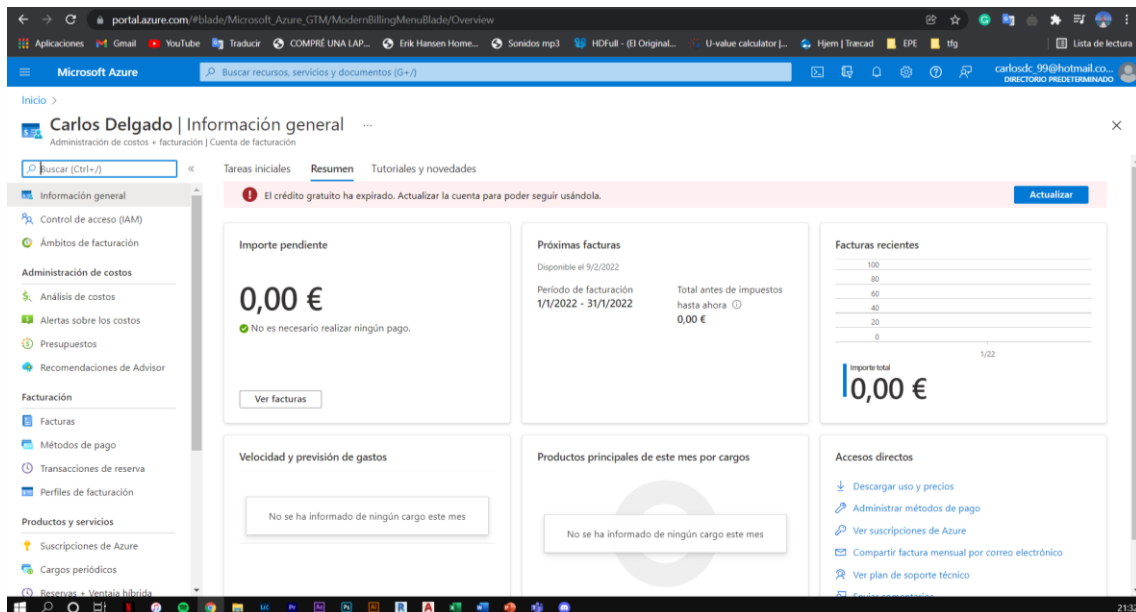 portal.azure.com/#blade/Microsoft_Azure_GTM/ModernBillingMenuBlade/Overview
Aplicaciones Gmail YouTube Traducir COMPRÉ UNA LAP... Erik Hansen Home... Sonidos mp3 HDFull - (El Original... U-value calculator |... Hjem | Træcad EPE tfg Lista de lectura
Microsoft Azure
Buscar recursos, servicios y documentos (G+/)
carlosdc_99@hotmail.co...
DIRECTORIO PREDETERMINADO
Inicio >
Carlos Delgado | Información general ...
Administración de costos + facturación | Cuenta de facturación
Buscar (Ctrl+/)
«
Información general
Control de acceso (IAM)
Ámbitos de facturación
Administración de costos
Análisis de costos
Alertas sobre los costos
Presupuestos
Recomendaciones de Advisor
Facturación
Facturas
Métodos de pago
Transacciones de reserva
Perfiles de facturación
Productos y servicios
Suscripciones de Azure
Cargos periódicos
Reservas + Ventaja híbrida
Tareas iniciales Resumen Tutoriales y novedades
El crédito gratuito ha expirado. Actualizar la cuenta para poder seguir usándola.
Actualizar
Importe pendiente
0,00 €
No es necesario realizar ningún pago.
Ver facturas
Próximas facturas
Disponible el 9/2/2022
Período de facturación
1/1/2022 - 31/1/2022
Total antes de impuestos
hasta ahora
0,00 €
Facturas recientes
100
80
60
40
20
0
1/22
Importe total
0,00 €
Velocidad y previsión de gastos
No se ha informado de ningún cargo este mes
Productos principales de este mes por cargos
No se ha informado de ningún cargo este mes
Accesos directos
Descargar uso y precios
Administrar métodos de pago
Ver suscripciones de Azure
Compartir factura mensual por correo electrónico
Ver plan de soporte técnico
Enviar comentarios